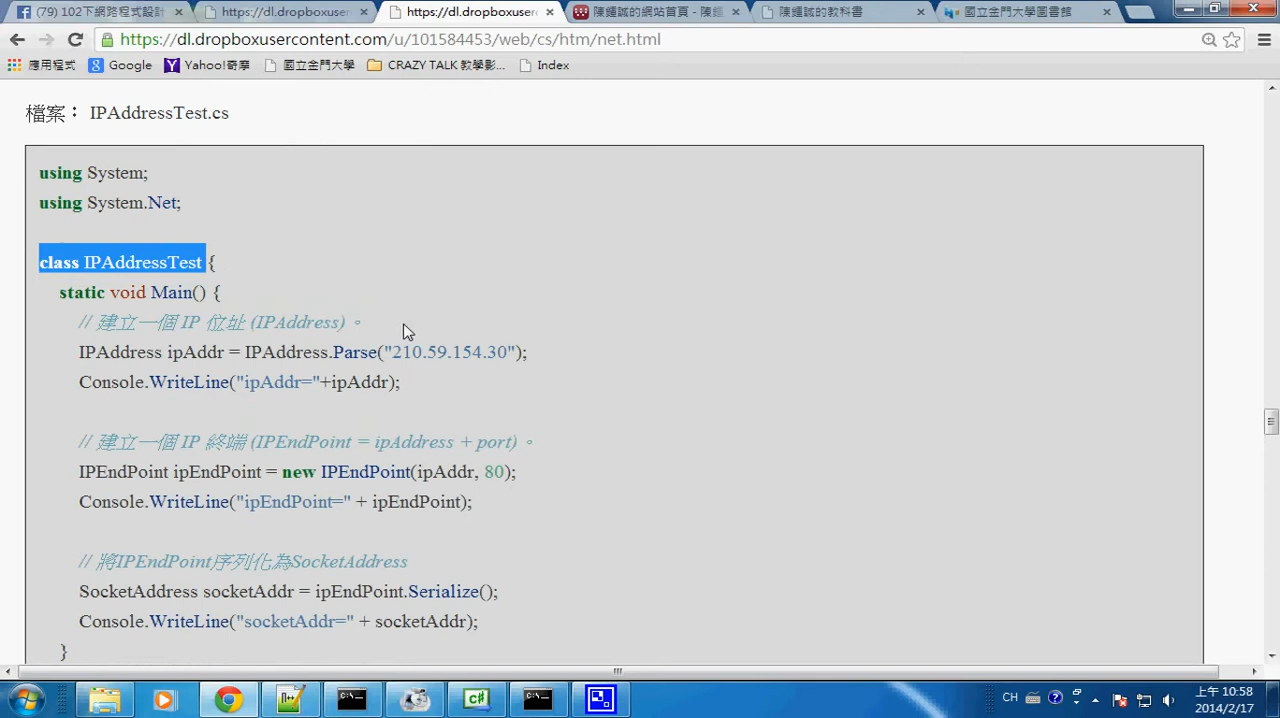 (79) 102下網路程式設計
https://dl.dropboxuser
https://dl.dropboxuser
陳鍾誠的網站首頁 - 陳鍾
陳鍾誠的教科書
國立金門大學圖書館
https://dl.dropboxusercontent.com/u/101584453/web/cs/htm/net.html
應用程式
Google
Yahoo!奇摩
國立金門大學
CRAZY TALK 教學影...
Index
檔案： IPAddressTest.cs
using System;
using System.Net;
class IPAddressTest {
static void Main() {
// 建立一個 IP 位址 (IPAddress) 。
IPAddress ipAddr = IPAddress.Parse("210.59.154.30");
Console.WriteLine("ipAddr="+ipAddr);
// 建立一個 IP 終端 (IPEndPoint = ipAddress + port) 。
IPEndPoint ipEndPoint = new IPEndPoint(ipAddr, 80);
Console.WriteLine("ipEndPoint=" + ipEndPoint);
// 將IPEndPoint序列化為SocketAddress
SocketAddress socketAddr = ipEndPoint.Serialize();
Console.WriteLine("socketAddr=" + socketAddr);
}
CH
上午 10:58
2014/2/17